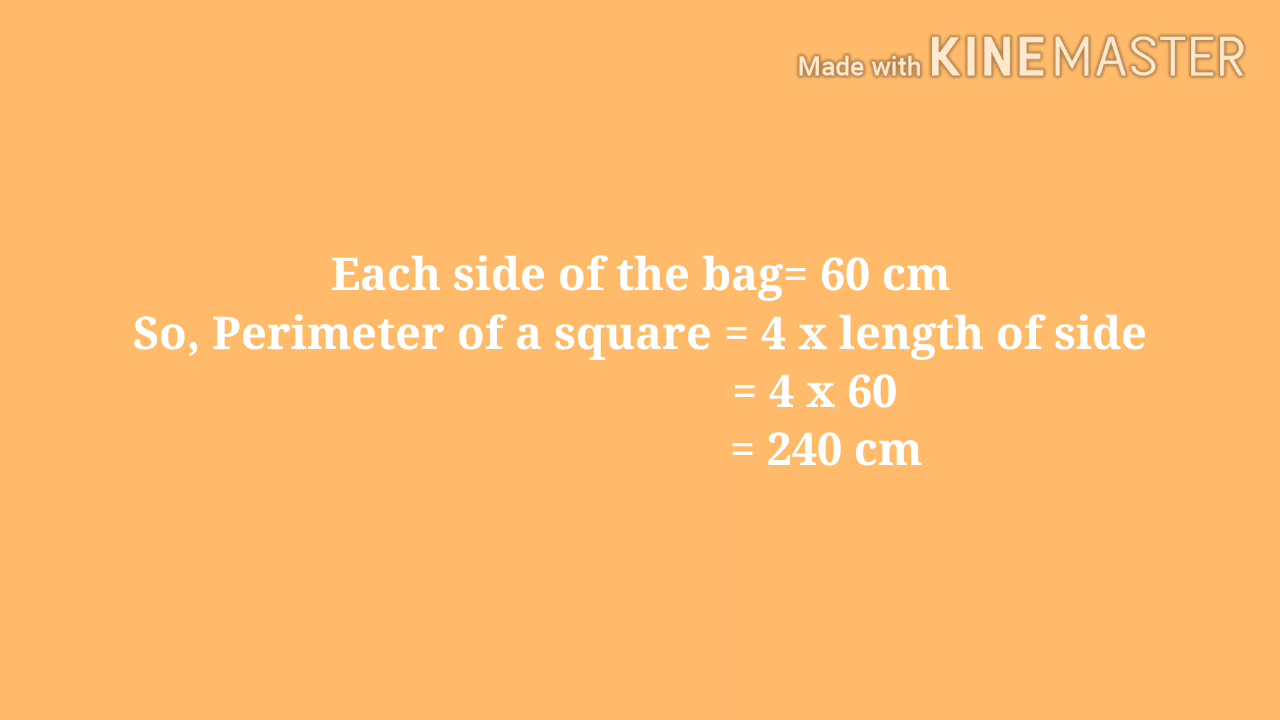 Made with KINEMASTER
Each side of the bag= 60 cm
So, Perimeter of a square = 4 x length of side
= 4 x 60
= 240 cm